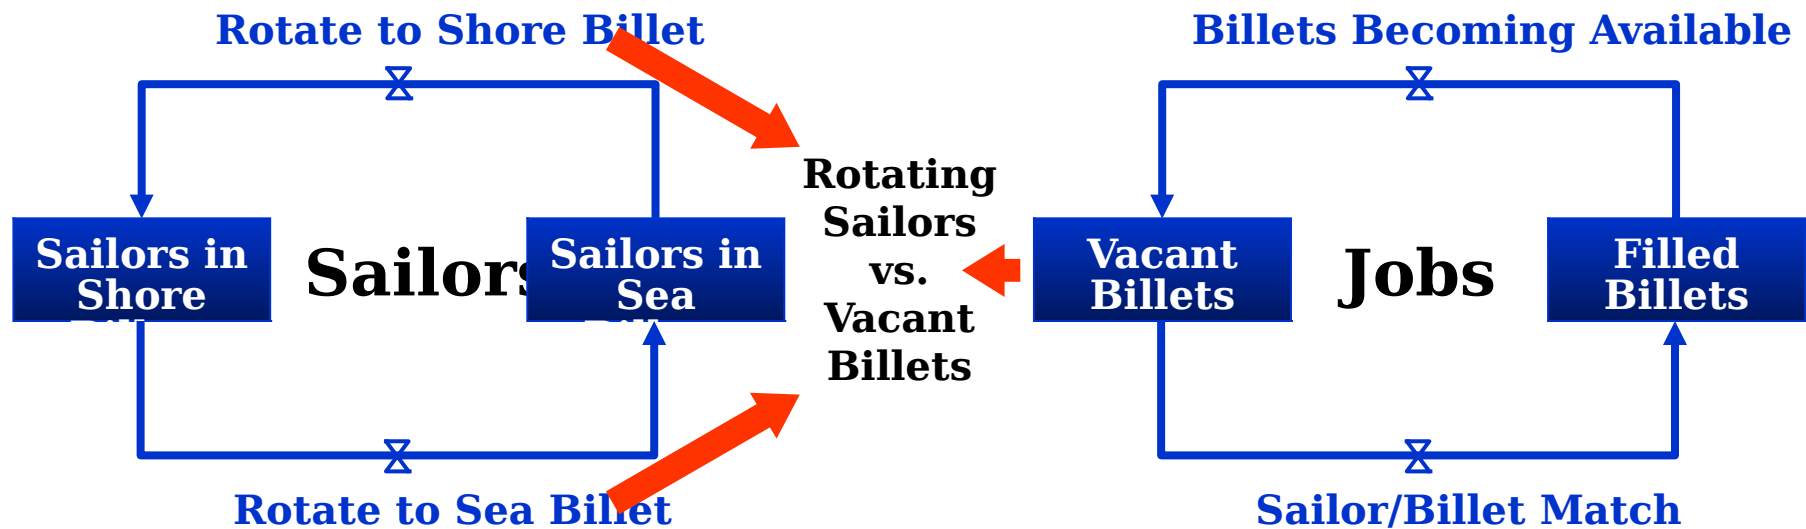 Rotate to Shore Billet
Billets Becoming Available
Rotating
Sailors
vs.
Vacant
Billets
Sailors in
Shore
Sailors
Sailors in
Sea
Vacant
Billets
Jobs
Filled
Billets
Rotate to Sea Billet
Sailor/Billet Match